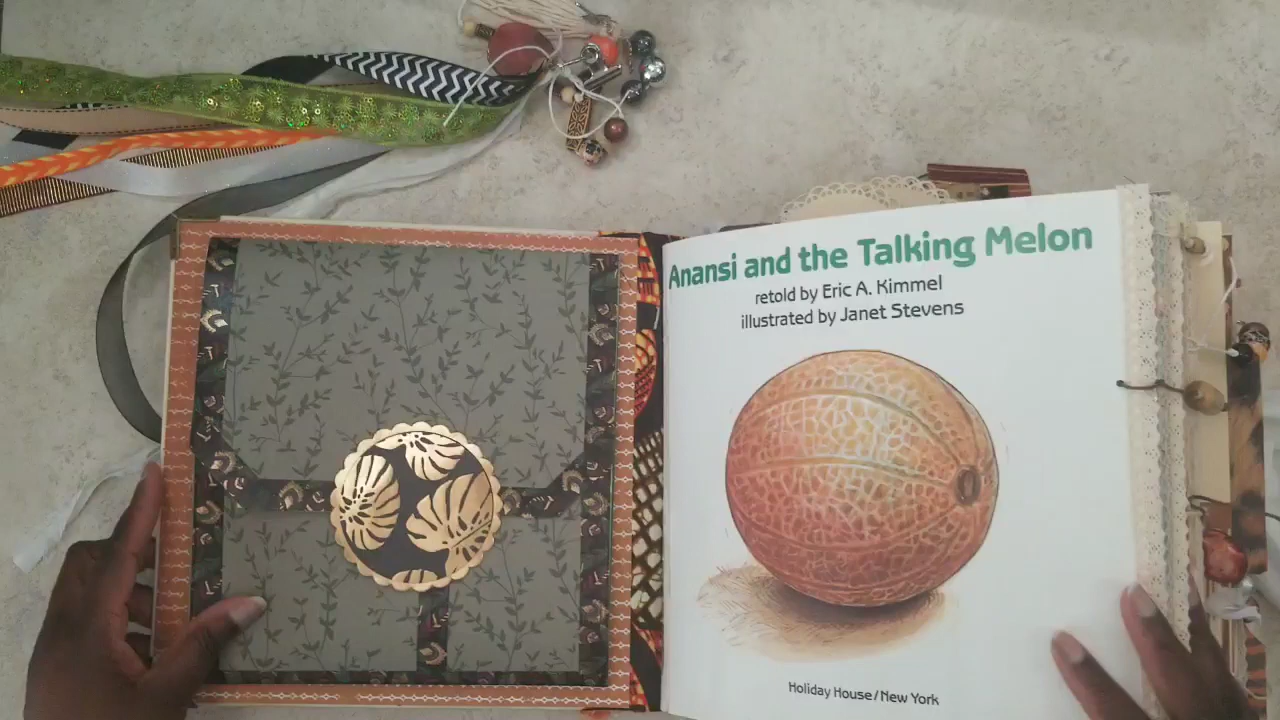 Anansi and the Talking Melon
retold by Eric A. Kimmel
illustrated by Janet Stevens
Holiday House/New York